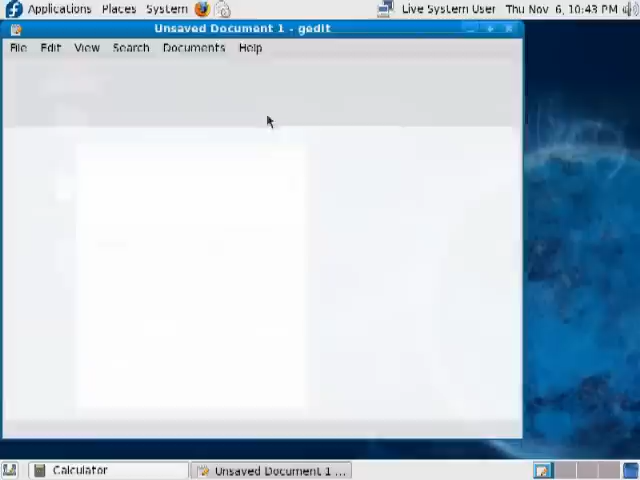 Applications Places System Live System User Thu Nov 6, 10:43 PM
Unsaved Document 1 - gedit
File Edit View Search Documents Help
Calculator Unsaved Document 1 ...